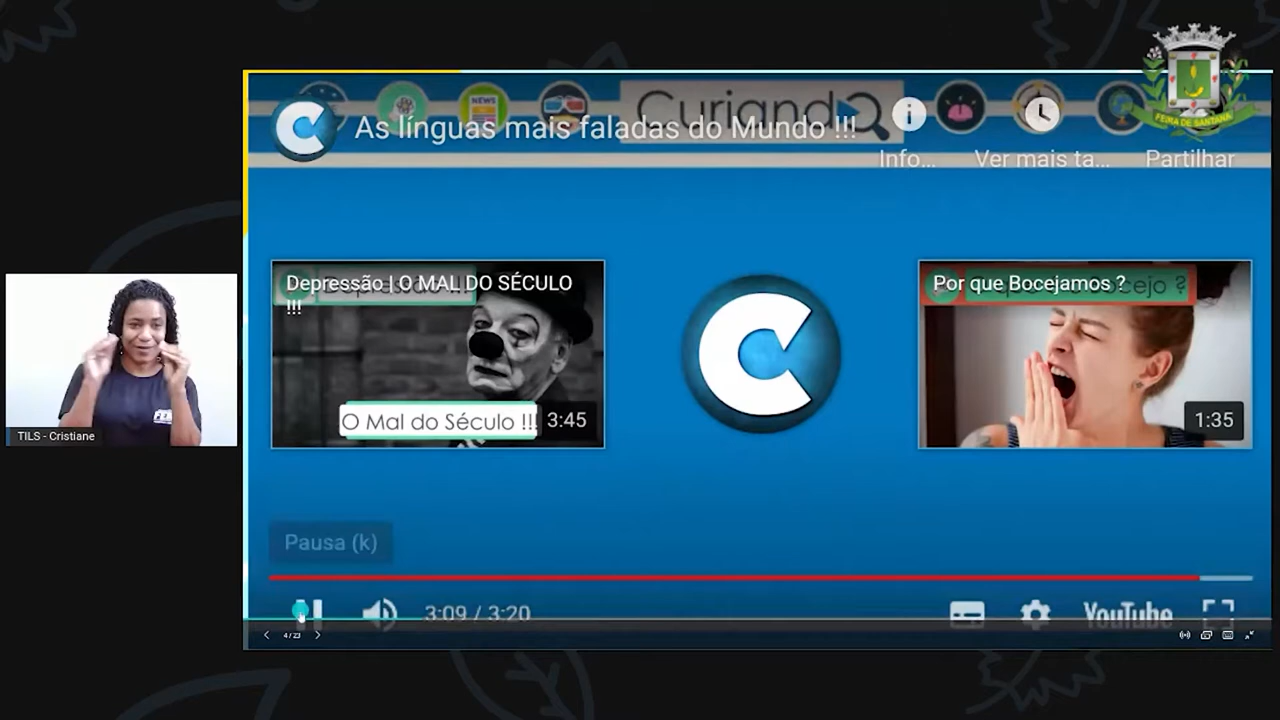 Curiando
As línguas mais faladas do Mundo !!!
NEWS
Info...
Ver mais ta...
Partilhar
FEIRA DE SANTANA
Depressão | O MAL DO SÉCULO
!!!
O Mal do Século !!!
3:45
Por que Bocejamos ?
1:35
TILS - Cristiane
Pausa (k)
3:09 / 3:20
YouTube
4 / 23